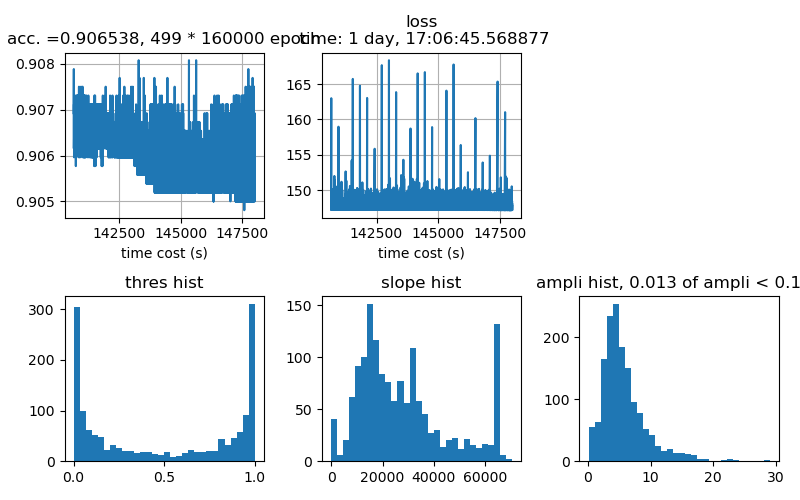 acc. =0.906538, 499 * 160000 epoch
loss
time: 1 day, 17:06:45.568877
0.908
0.907
0.906
0.905
142500 145000 147500
time cost (s)
165
160
155
150
142500 145000 147500
time cost (s)
thres hist
300
200
100
0
0.0 0.5 1.0
slope hist
150
100
50
0
0 20000 40000 60000
ampli hist, 0.013 of ampli < 0.1
200
100
0
0 10 20 30